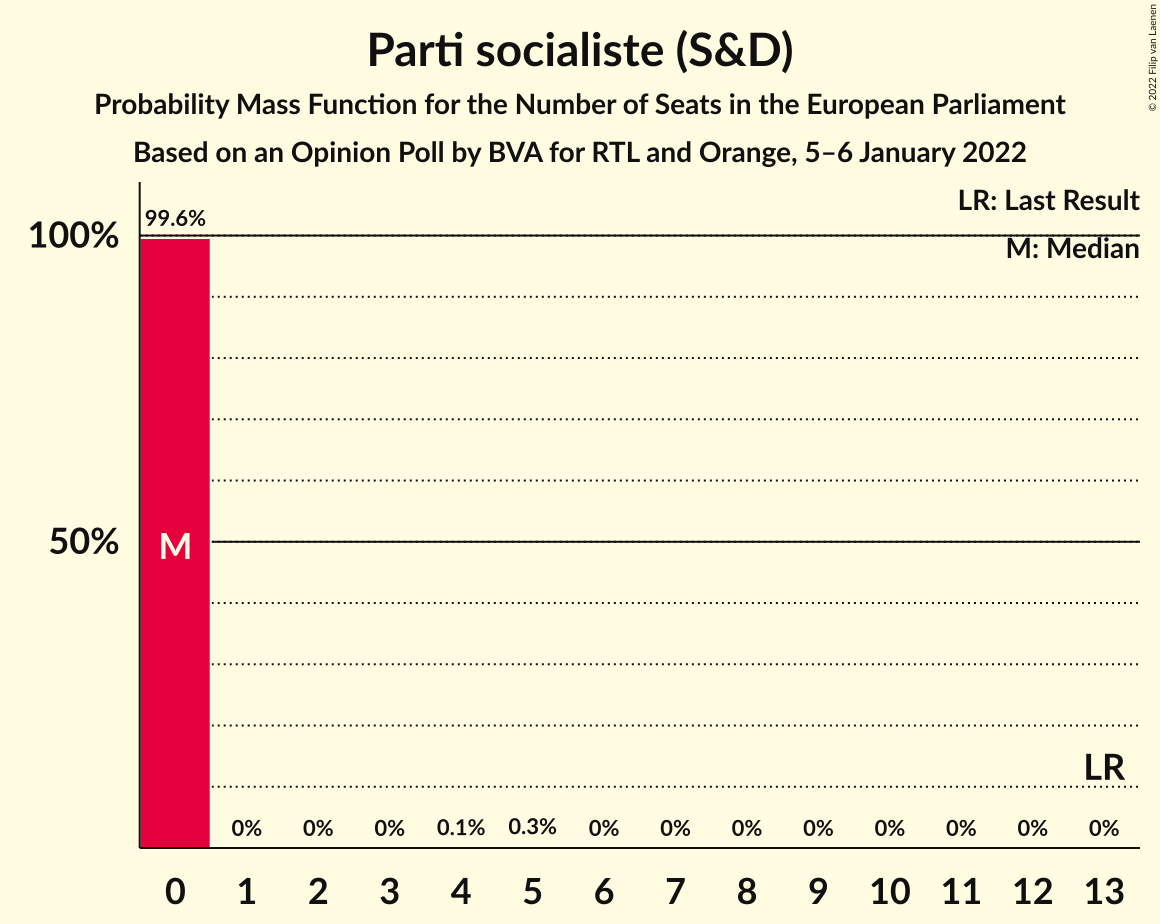 Parti socialiste (S&D)
Probability Mass Function for the Number of Seats in the European Parliament
Based on an Opinion Poll by BVA for RTL and Orange, 5–6 January 2022
© 2022 Filip van Laenen
LR: Last Result
M: Median
99.6%
100%
50%
M
LR
0% 0% 0% 0.1% 0.3% 0% 0% 0% 0% 0% 0% 0% 0%
0 1 2 3 4 5 6 7 8 9 10 11 12 13